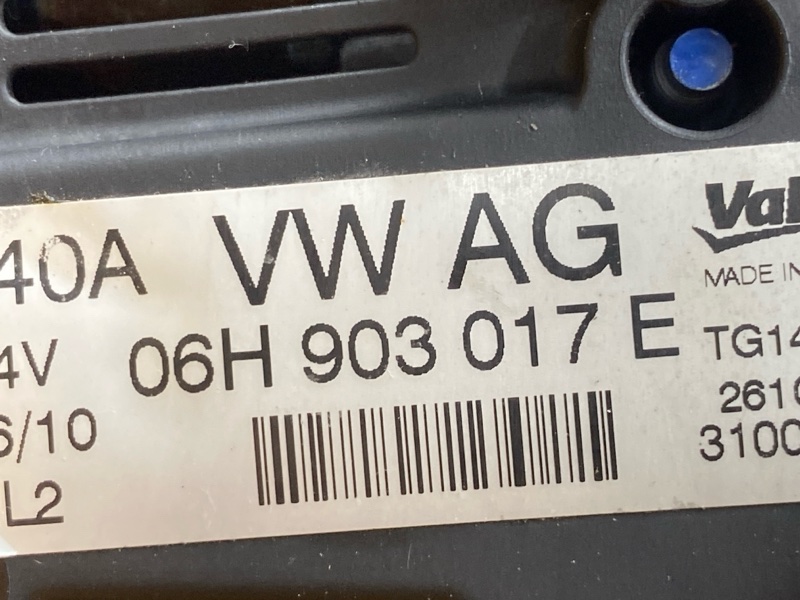 40A VW AG Val
MADE IN
4V 06H 903 017 E TG14
6/10 2610
L2 3100